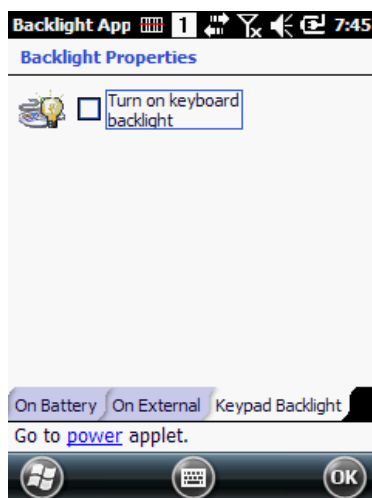 Backlight App 1 7:45
Backlight Properties
Turn on keyboard
backlight
On Battery On External Keypad Backlight
Go to power applet.
OK